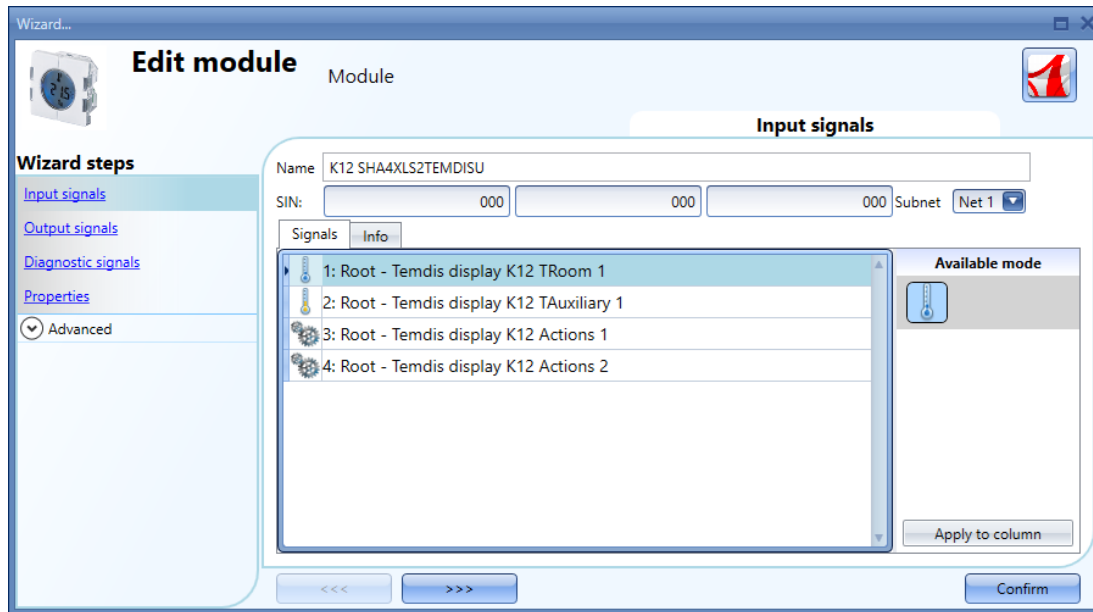 Wizard...
Edit module
Module
Input signals
Wizard steps
Input signals
Output signals
Diagnostic signals
Properties
Advanced
Name K12 SHA4XLS2TEMDISU
SIN: 000 000 000 Subnet Net 1
Signals Info
1: Root - Temdis display K12 TRoom 1
2: Root - Temdis display K12 TAuxiliary 1
3: Root - Temdis display K12 Actions 1
4: Root - Temdis display K12 Actions 2
Available mode
Apply to column
<<< >>> Confirm